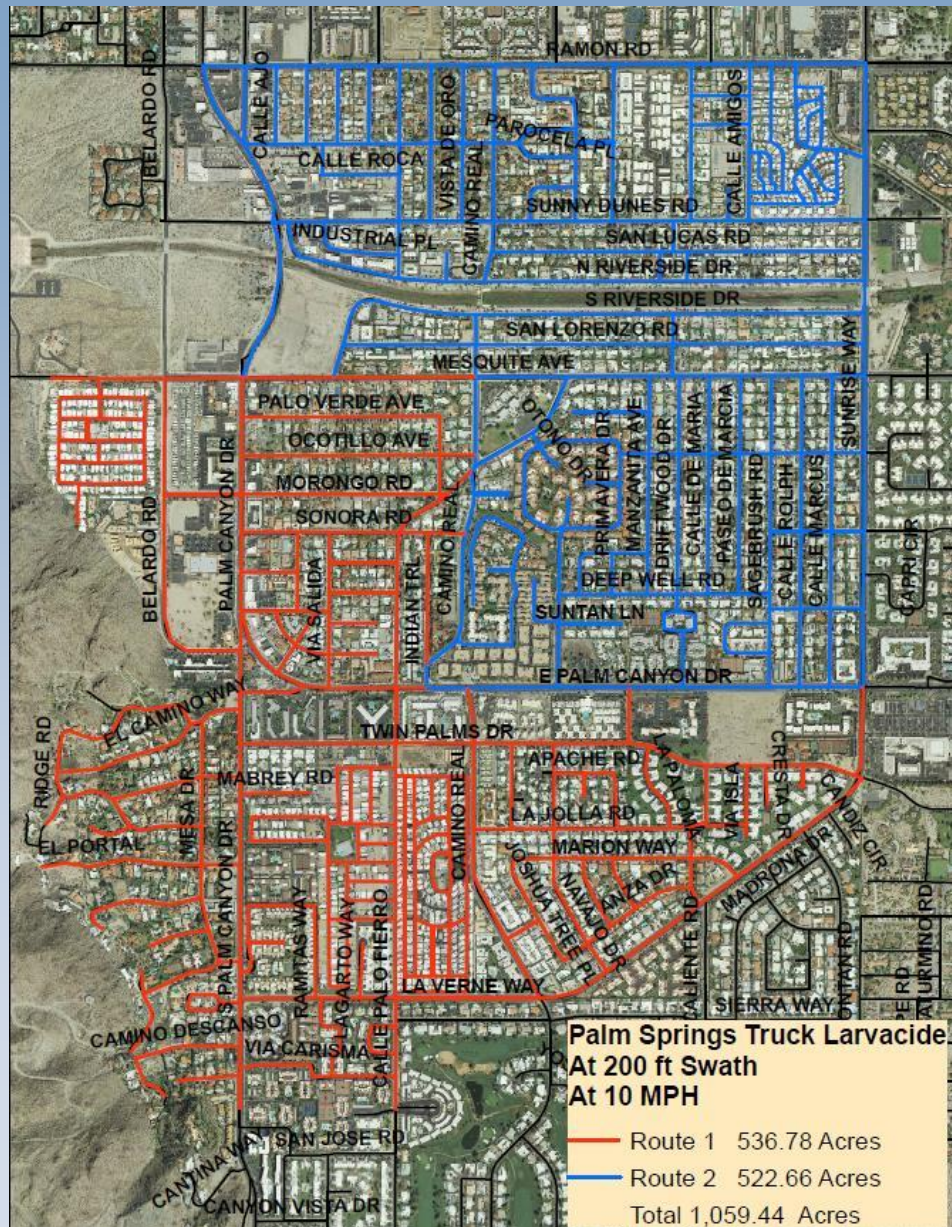 RAMON RD
BELARDO RD
CALLE AJO
VISTA DE ORO
CAMINO REAL
PAROCELA PL
CALLE AMIGOS
CALLE ROCA
SUNNY DUNES RD
INDUSTRIAL PL
SAN LUCAS RD
N RIVERSIDE DR
S RIVERSIDE DR
SAN LORENZO RD
SUNRISE WAY
MESQUITE AVE
PALO VERDE AVE
OCOTILLO AVE
OTONO DR
MORONGO RD
SONORA RD
BELARDO RD
PALM CANYON DR
VIA SALIDA
INDIAN TRL
CAMINO REAL
PRIMAVERA DR
MANZANITA AVE
DRIFTWOOD DR
CALLE DE MARIA
PASEO DE MARCIA
SAGEBRUSH RD
CALLE ROLPH
CALLE MARCUS
CAPRI CIR
DEEP WELL RD
SUNTAN LN
E PALM CANYON DR
EL CAMINO WAY
TWIN PALMS DR
RIDGE RD
MESA DR
MABREY RD
APACHE RD
LA PALOMA
VIA ISLA
CRESTA DR
CANDIZ CIR
LA JOLLA RD
EL PORTAL
S PALM CANYON DR
CAMINO REAL
MARION WAY
MADRONA DR
JOSHUA TREE PL
NAVAJO DR
ANZA DR
RAMITAS WAY
LAGARTO WAY
CALLE PALO FIERRO
CALIENTE RD
LA VERNE WAY
SIERRA WAY
ONTANA RD
PE RD
ATURMINO RD
CAMINO DESCANSO
VIA CARISMA
YO
SAN JOSE RD
CANTINA WAY
CANYON VISTA DR
Palm Springs Truck Larvacide
At 200 ft Swath
At 10 MPH
Route 1 536.78 Acres
Route 2 522.66 Acres
Total 1,059.44 Acres